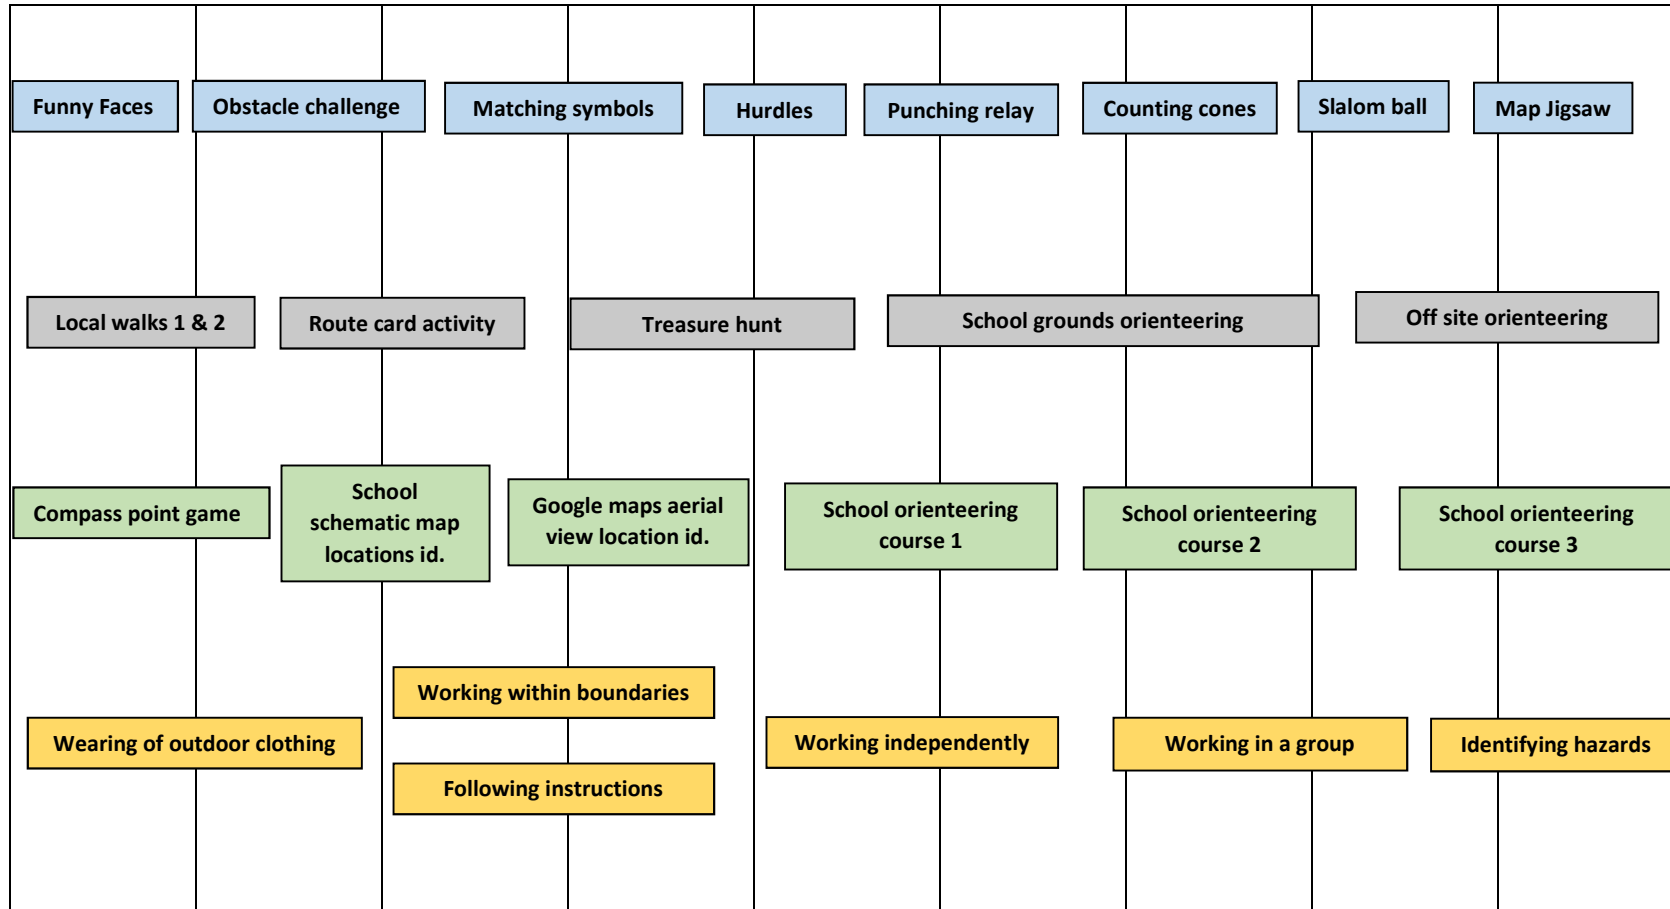 Funny Faces
Obstacle challenge
Matching symbols
Hurdles
Punching relay
Counting cones
Slalom ball
Map Jigsaw
Local walks 1 & 2
Route card activity
Treasure hunt
School grounds orienteering
Off site orienteering
Compass point game
School
schematic map
locations id.
Google maps aerial
view location id.
School orienteering
course 1
School orienteering
course 2
School orienteering
course 3
Working within boundaries
Wearing of outdoor clothing
Following instructions
Working independently
Working in a group
Identifying hazards